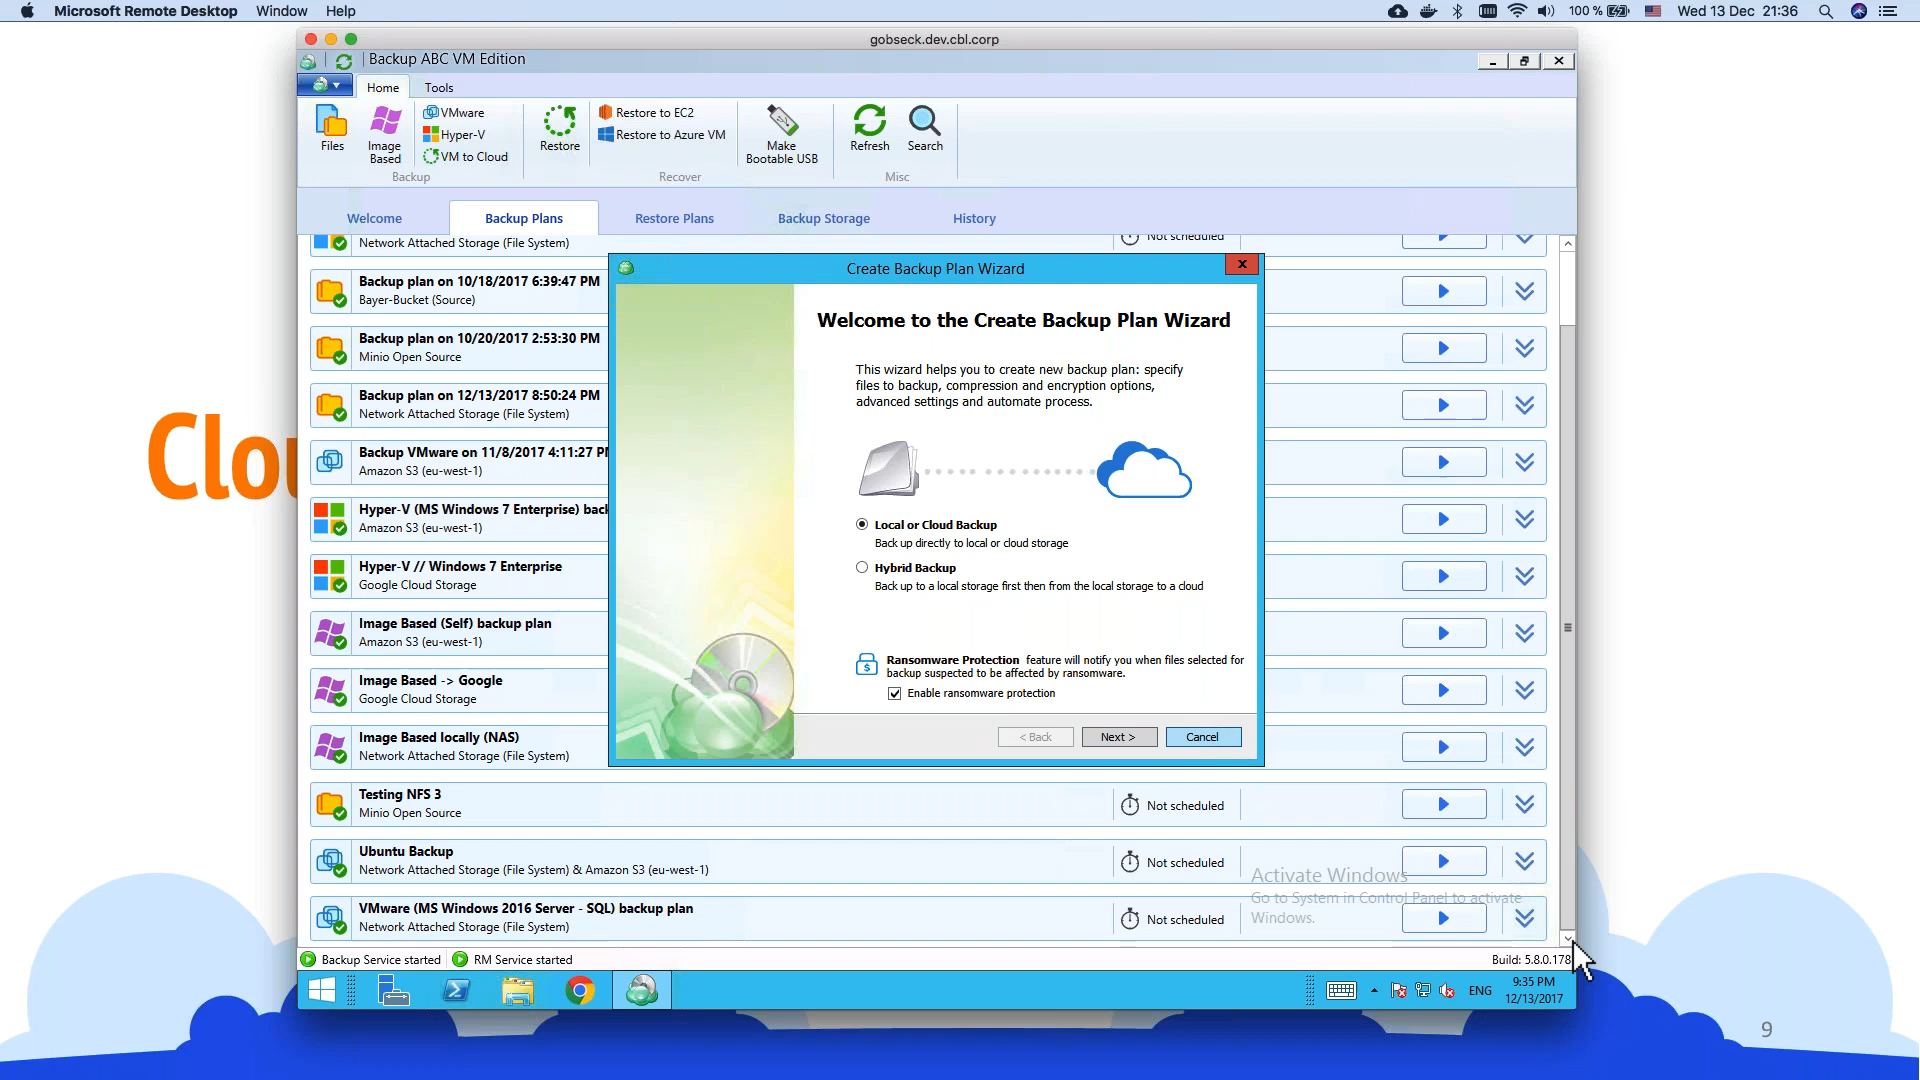 Microsoft Remote Desktop Window Help 100 % Wed 13 Dec 21:36
gobseck.dev.cbl.corp
Backup ABC VM Edition
Home Tools
Files
Image Based
VMware
Hyper-V
VM to Cloud
Backup
Restore
Restore to EC2
Restore to Azure VM
Recover
Make Bootable USB
Refresh
Search
Misc
Welcome Backup Plans Restore Plans Backup Storage History
Network Attached Storage (File System) Not scheduled
Backup plan on 10/18/2017 6:39:47 PM
Bayer-Bucket (Source)
Backup plan on 10/20/2017 2:53:30 PM
Minio Open Source
Backup plan on 12/13/2017 8:50:24 PM
Network Attached Storage (File System)
Backup VMware on 11/8/2017 4:11:27 PM
Amazon S3 (eu-west-1)
Hyper-V (MS Windows 7 Enterprise) back
Amazon S3 (eu-west-1)
Hyper-V // Windows 7 Enterprise
Google Cloud Storage
Image Based (Self) backup plan
Amazon S3 (eu-west-1)
Image Based -> Google
Google Cloud Storage
Image Based locally (NAS)
Network Attached Storage (File System)
Testing NFS 3
Minio Open Source
Not scheduled
Ubuntu Backup
Network Attached Storage (File System) & Amazon S3 (eu-west-1)
Not scheduled
VMware (MS Windows 2016 Server - SQL) backup plan
Network Attached Storage (File System)
Not scheduled
Create Backup Plan Wizard
Welcome to the Create Backup Plan Wizard
This wizard helps you to create new backup plan: specify
files to backup, compression and encryption options,
advanced settings and automate process.
Local or Cloud Backup
Back up directly to local or cloud storage
Hybrid Backup
Back up to a local storage first then from the local storage to a cloud
Ransomware Protection feature will notify you when files selected for
backup suspected to be affected by ransomware.
Enable ransomware protection
< Back Next > Cancel
Activate Windows
Go to System in Control Panel to activate
Windows.
Backup Service started RM Service started Build: 5.8.0.178
ENG 9:35 PM
12/13/2017
Clou
9